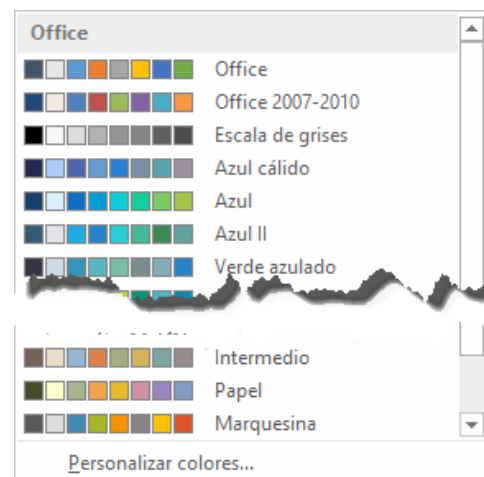 Office
Office
Office 2007-2010
Escala de grises
Azul cálido
Azul
Azul II
Verde azulado
Intermedio
Papel
Marquesina
Personalizar colores...